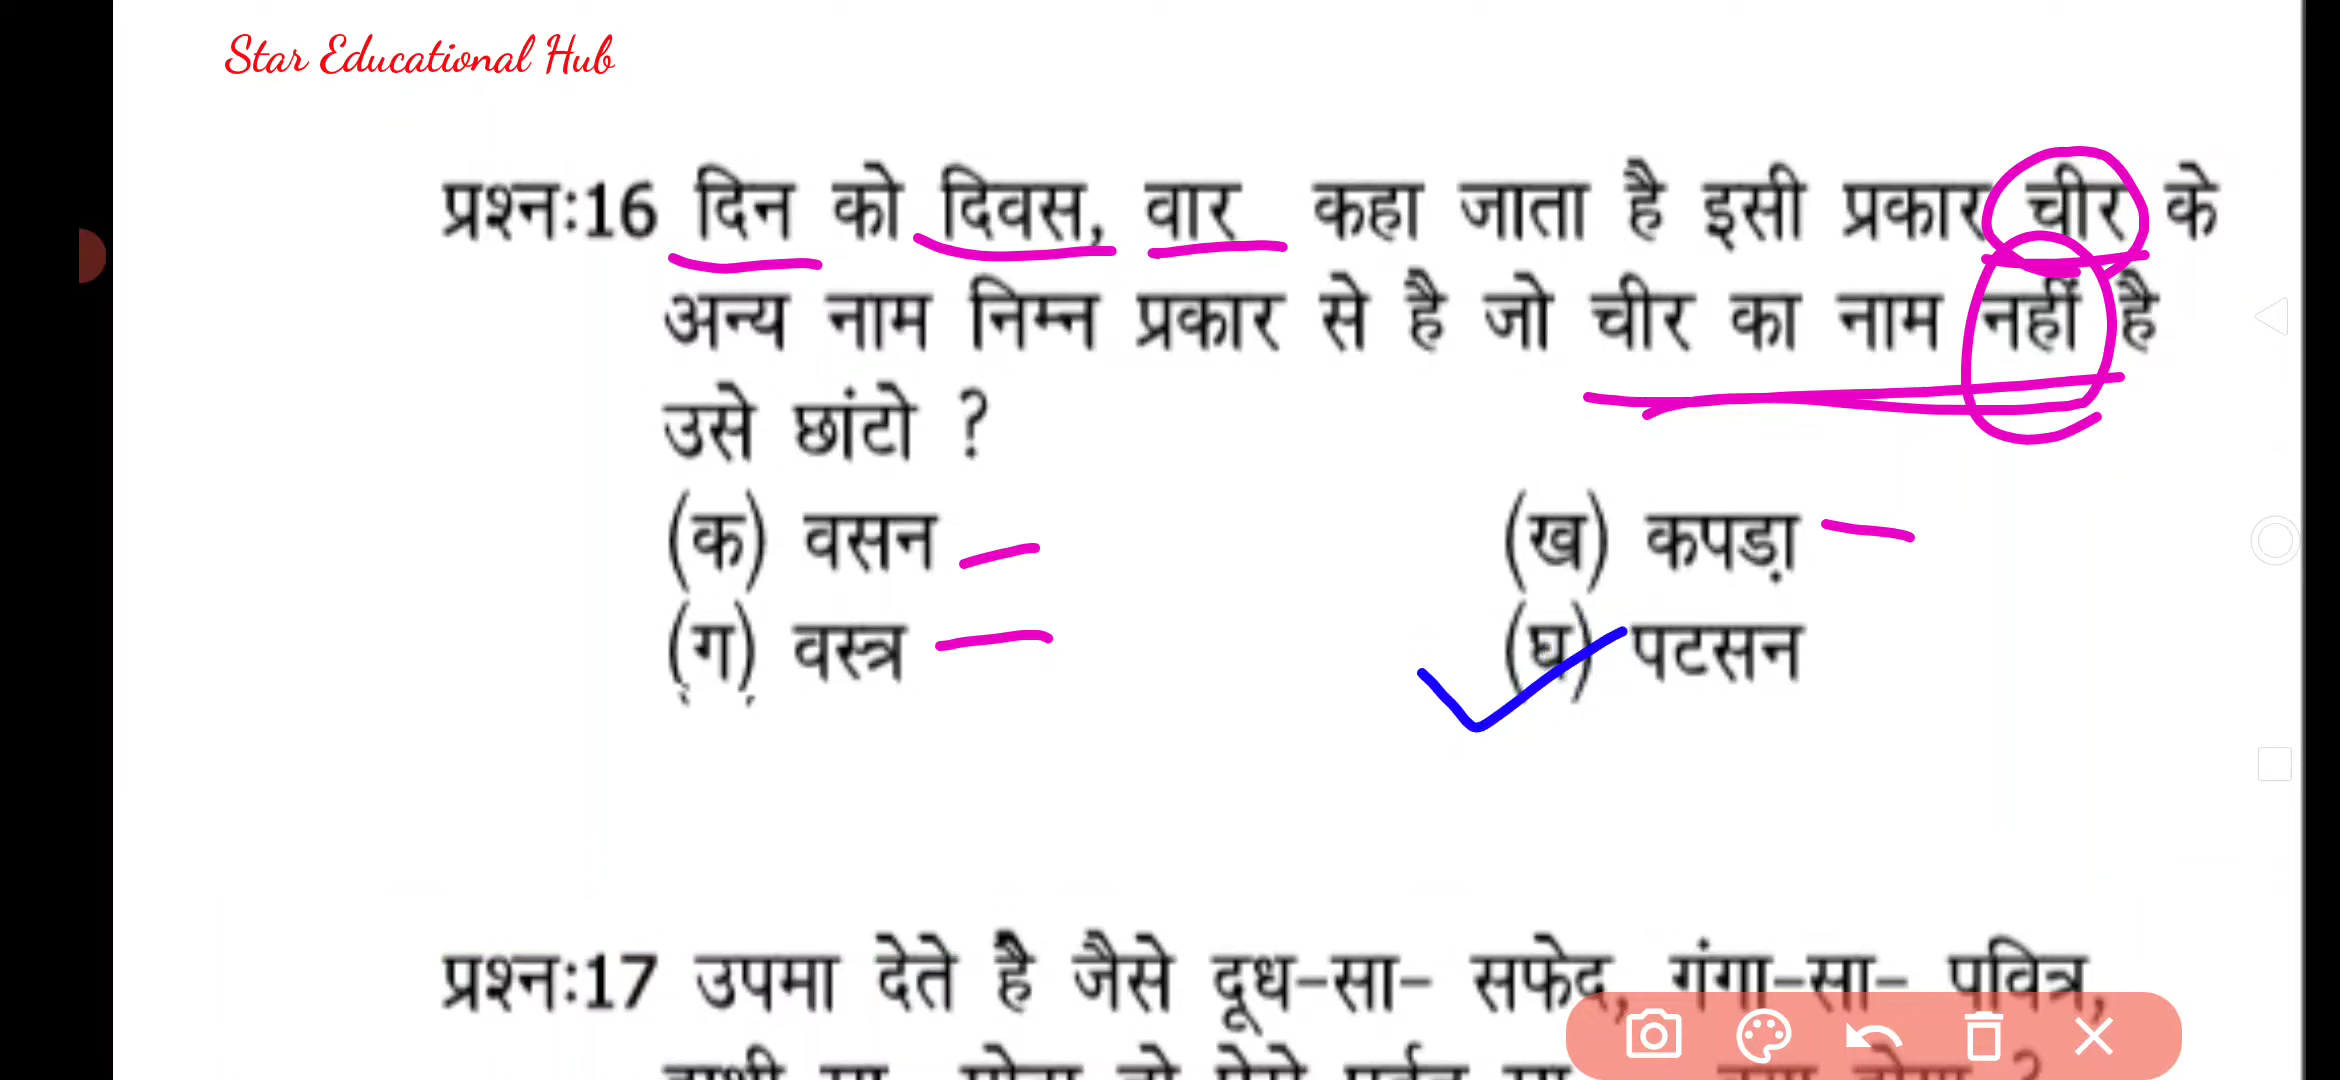 Star Educational Hub
प्रश्न:16 दिन को दिवस, वार कहा जाता है इसी प्रकार चीर के
अन्य नाम निम्न प्रकार से है जो चीर का नाम नहीं है
उसे छांटो ?
(क) वसन (ख) कपड़ा
(ग) वस्त्र (घ) पटसन
प्रश्न:17 उपमा देते है जैसे दूध-सा- सफेद, गंगा-सा- पवित्र,